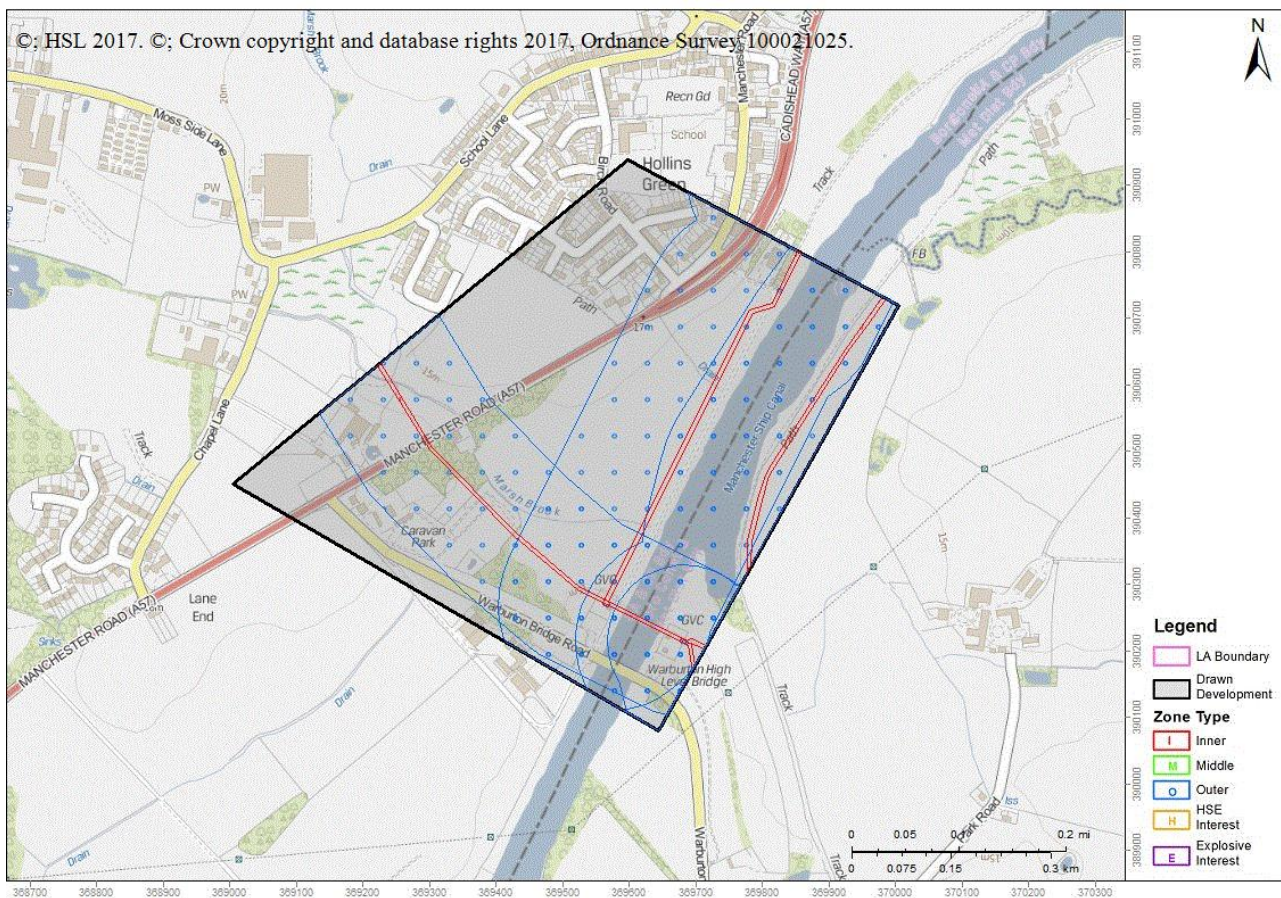 ©; HSL 2017. ©; Crown copyright and database rights 2017, Ordnance Survey 100021025.
N
Manchester Road
CADISHEAD WAY (A57)
Recn Gd
School
Hollins
Green
Birch Road
School Lane
Moss Side Lane
20m
Drain
PW
PW
Track
Path
FB
10m
Path
17m
Drain
15m
MANCHESTER ROAD (A57)
Manchester Ship Canal
Path
Chapel Lane
Track
Drain
Marsh Brook
Caravan
Park
GVC
GVC
Warburton Bridge Road
Warburton High
Level Bridge
Lane
End
Sinks
MANCHESTER ROAD (A57)
Drain
Drain
Track
Track
15m
Park Road
Iss
15m
Legend
LA Boundary
Drawn
Development
Zone Type
I Inner
M Middle
O Outer
H HSE
Interest
E Explosive
Interest
0 0.05 0.1 0.2 mi
0 0.075 0.15 0.3 km
391100
391000
390900
390800
390700
390600
390500
390400
390300
390200
390100
390000
389900
368700 368800 368900 369000 369100 369200 369300 369400 369500 369600 369700 369800 369900 370000 370100 370200 370300